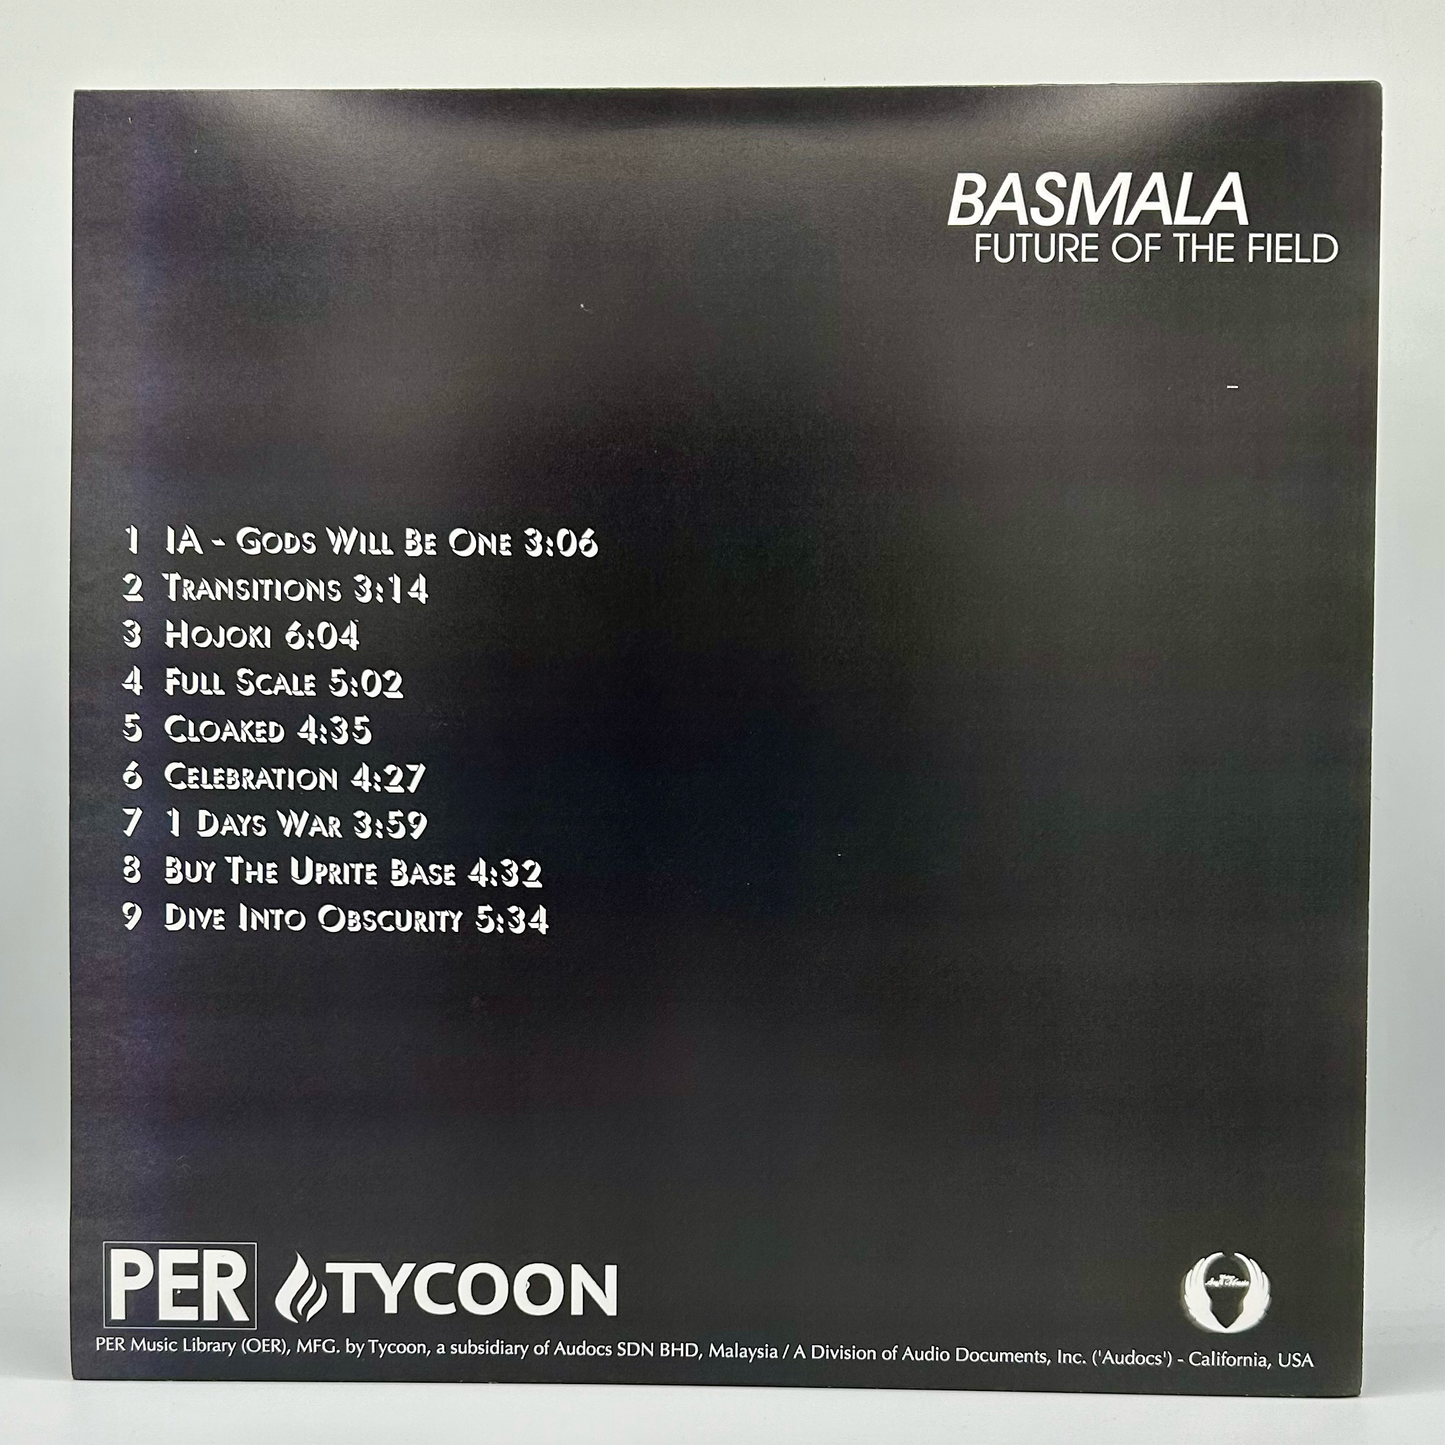 BASMALA
FUTURE OF THE FIELD
1 IA - Gods Will Be One 3:06
2 Transitions 3:14
3 Hojoki 6:04
4 Full Scale 5:02
5 Cloaked 4:35
6 Celebration 4:27
7 1 Days War 3:59
8 Buy The Uprite Base 4:32
9 Dive Into Obscurity 5:34
PER TYCOON
PER Music Library (OER), MFG. by Tycoon, a subsidiary of Audocs SDN BHD, Malaysia / A Division of Audio Documents, Inc. ('Audocs') - California, USA